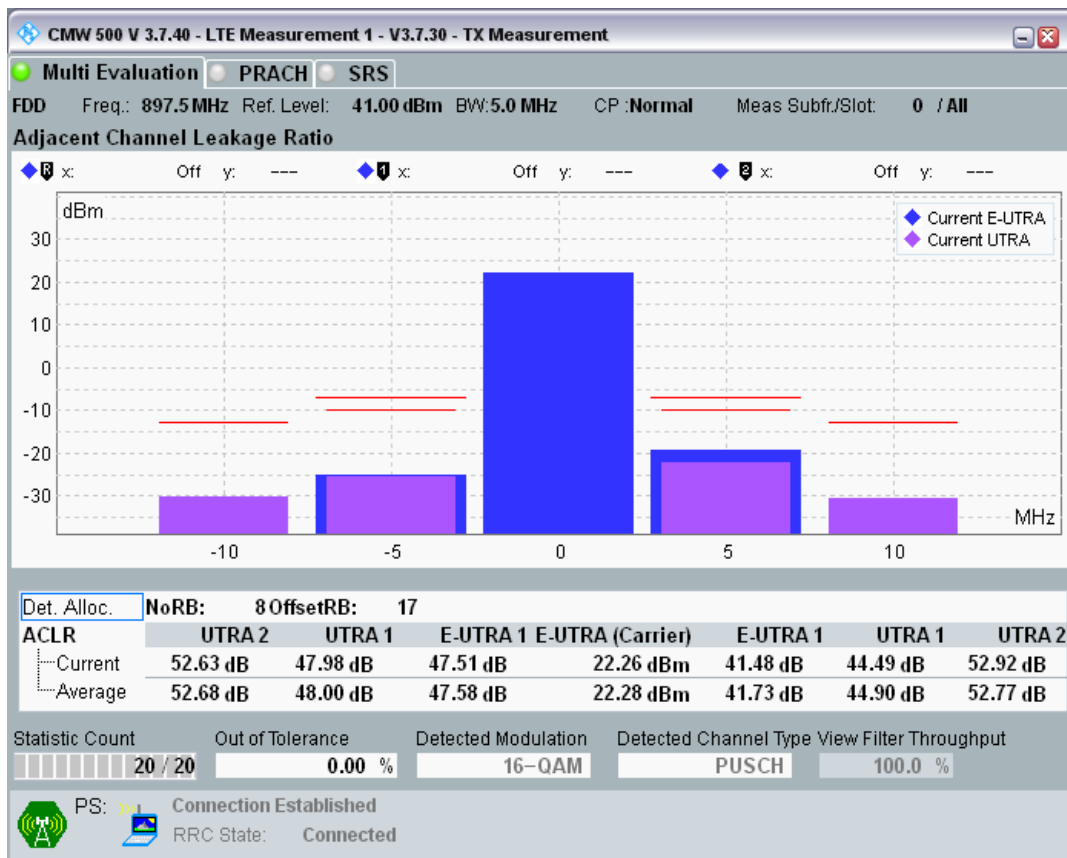 CMW 500 V 3.7.40 - LTE Measurement 1 - V3.7.30 - TX Measurement
Multi Evaluation PRACH SRS
FDD Freq.: 897.5 MHz Ref. Level: 41.00 dBm BW:5.0 MHz CP :Normal Meas Subfr./Slot: 0 / All
Adjacent Channel Leakage Ratio
R x: Off y: --- 1 x: Off y: --- 2 x: Off y: ---
dBm
Current E-UTRA
Current UTRA
30
20
10
0
-10
-20
-30
MHz
-10 -5 0 5 10
Det. Alloc. NoRB: 8 OffsetRB: 17
ACLR UTRA 2 UTRA 1 E-UTRA 1 E-UTRA (Carrier) E-UTRA 1 UTRA 1 UTRA 2
Current 52.63 dB 47.98 dB 47.51 dB 22.26 dBm 41.48 dB 44.49 dB 52.92 dB
Average 52.68 dB 48.00 dB 47.58 dB 22.28 dBm 41.73 dB 44.90 dB 52.77 dB
Statistic Count Out of Tolerance Detected Modulation Detected Channel Type View Filter Throughput
20 / 20 0.00 % 16-QAM PUSCH 100.0 %
PS: Connection Established
RRC State: Connected